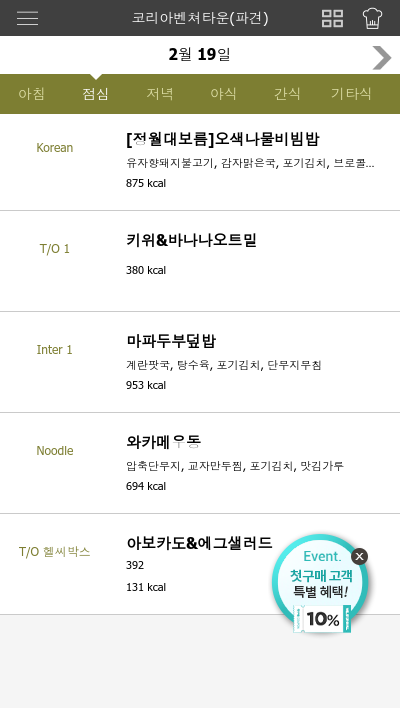 코리아벤쳐타운(파견)
2월 19일
아침 점심 저녁 야식 간식 기타식
Korean
[정월대보름]오색나물비빔밥
유자향돼지불고기, 감자맑은국, 포기김치, 브로콜...
875 kcal
T/O 1
키위&바나나오트밀
380 kcal
Inter 1
마파두부덮밥
계란팟국, 탕수육, 포기김치, 단무지무침
953 kcal
Noodle
와카메우동
압축단무지, 교자만두찜, 포기김치, 맛김가루
694 kcal
T/O 헬씨박스
아보카도&에그샐러드
392
131 kcal
Event.
첫구매 고객
특별 혜택!
10%